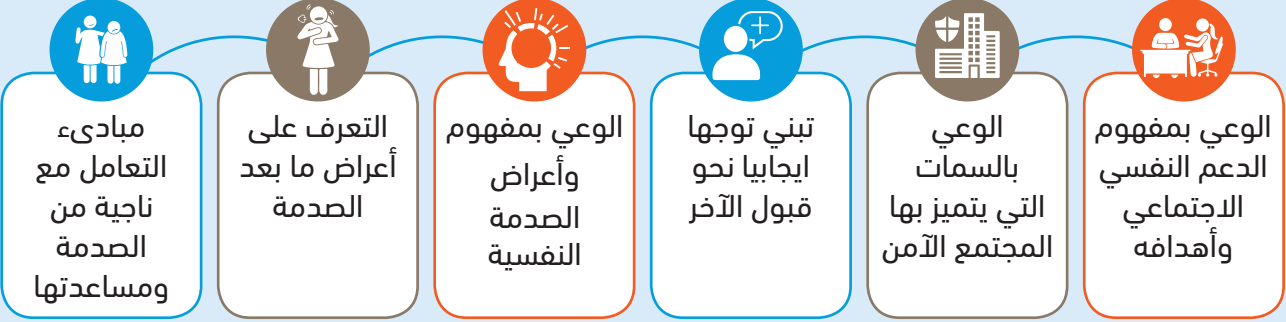 الوعي بمفهوم
الدعم النفسي
الاجتماعي
وأهدافه
الوعي
بالسمات
التي يتميز بها
المجتمع الآمن
تبني توجها
ايجابيا نحو
قبول الآخر
الوعي بمفهوم
وأعراض
الصدمة
النفسية
التعرف على
أعراض ما بعد
الصدمة
مبادىء
التعامل مع
ناجية من
الصدمة
ومساعدتها